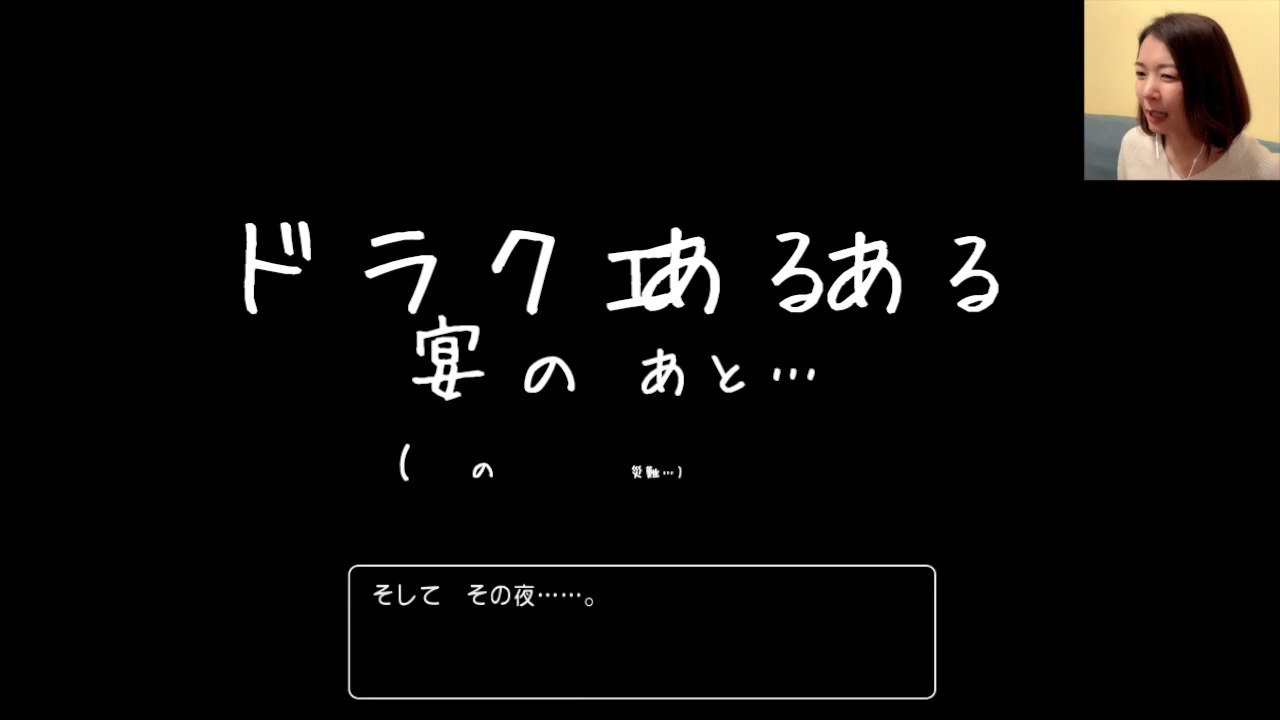 ドラクエあるある
宴のあと…
(の 災難…)
そして　その夜……。